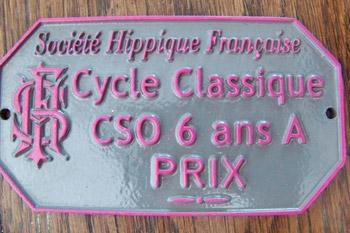 Société Hippique Française
Cycle Classique
CSO 6 ans A
PRIX